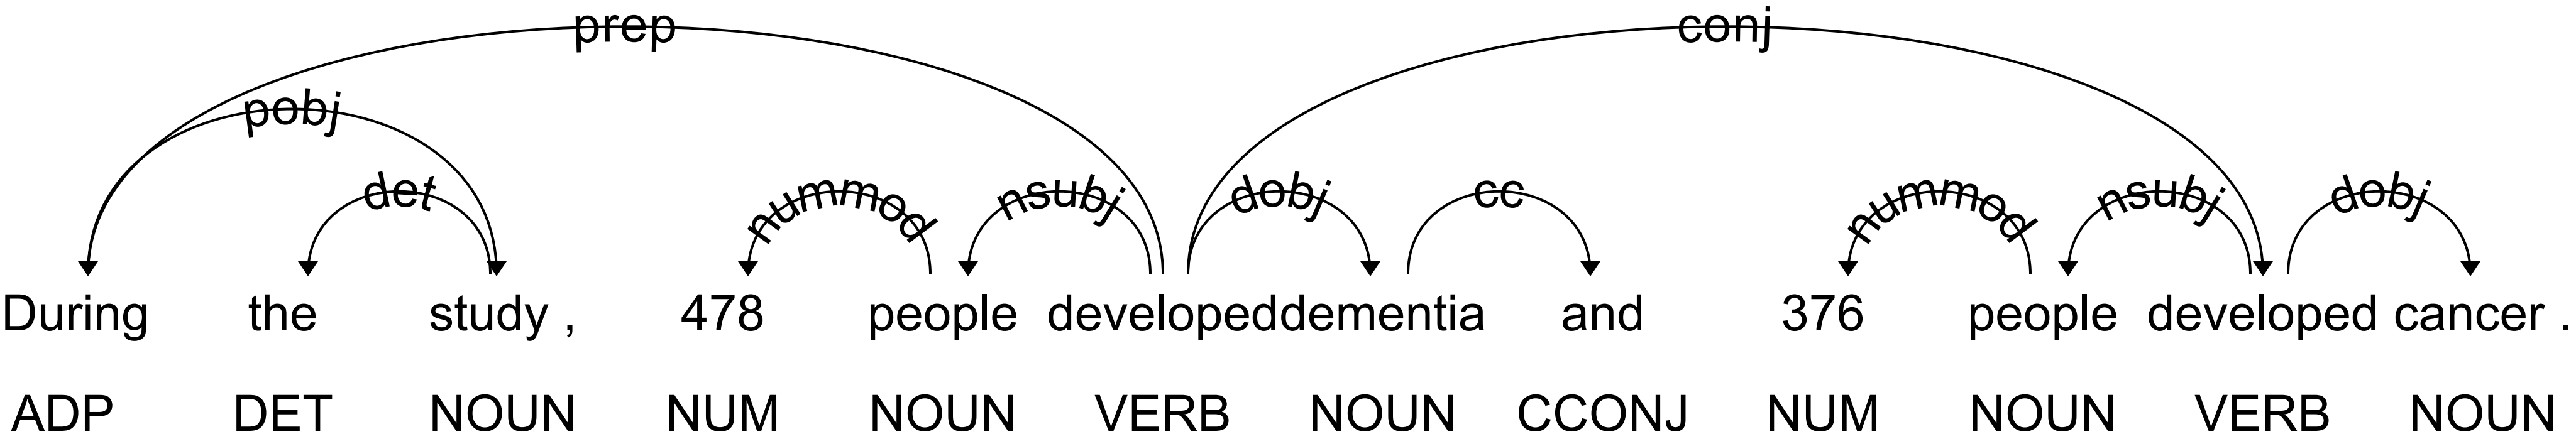 prep conj
pobj
det nummod nsubj dobj cc nummod nsubj dobj
During the study , 478 people developed dementia and 376 people developed cancer .
ADP DET NOUN NUM NOUN VERB NOUN CCONJ NUM NOUN VERB NOUN